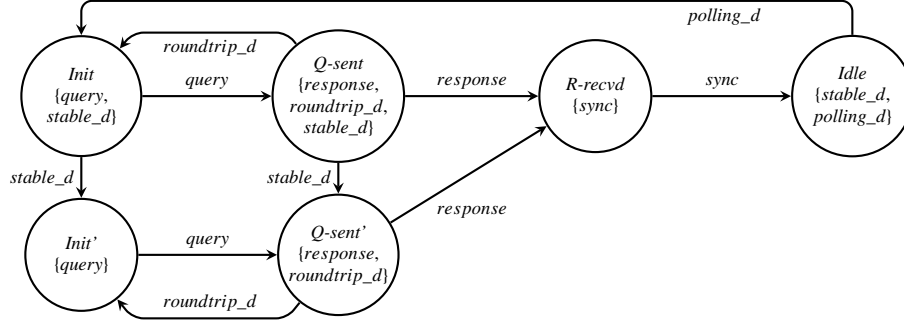 polling_d
roundtrip_d
Init
{query,
stable_d}
query
Q-sent
{response,
roundtrip_d,
stable_d}
response
R-recvd
{sync}
sync
Idle
{stable_d,
polling_d}
stable_d
stable_d
Init'
{query}
query
Q-sent'
{response,
roundtrip_d}
response
roundtrip_d